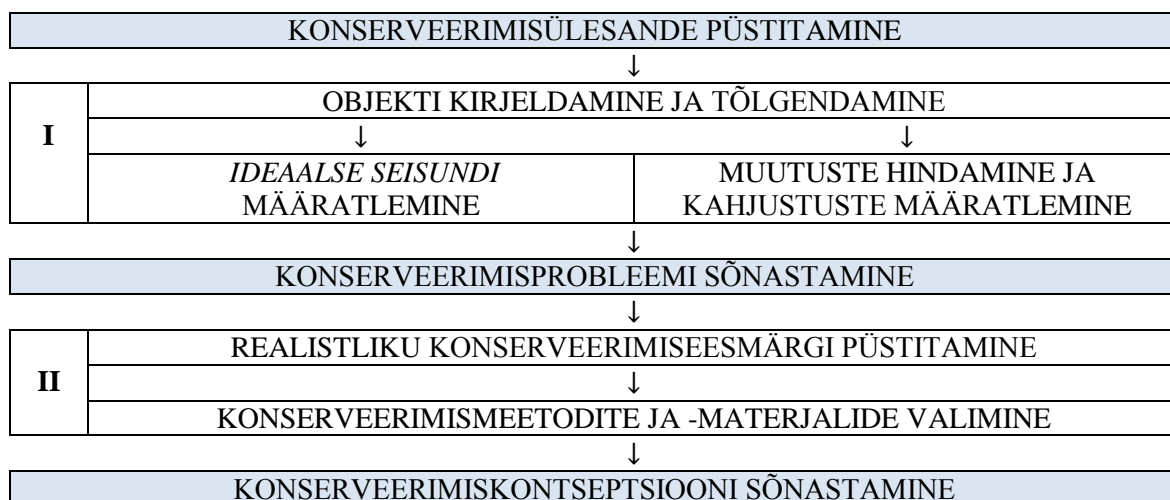 KONSERVEERIMISÜLESANDE PÜSTITAMINE
↓
OBJEKTI KIRJELDAMINE JA TÕLGENDAMINE
I
↓ ↓
IDEAALSE SEISUNDI
MÄÄRATLEMINE
MUUTUSTE HINDAMINE JA
KAHJUSTUSTE MÄÄRATLEMINE
↓
KONSERVEERIMISPROBLEEMI SÕNASTAMINE
↓
REALISTLIKU KONSERVEERIMISEESMÄRGI PÜSTITAMINE
II
↓
KONSERVEERIMISMEETODITE JA -MATERJALIDE VALIMINE
↓
KONSERVEERIMISKONTSEPTSIOONI SÕNASTAMINE